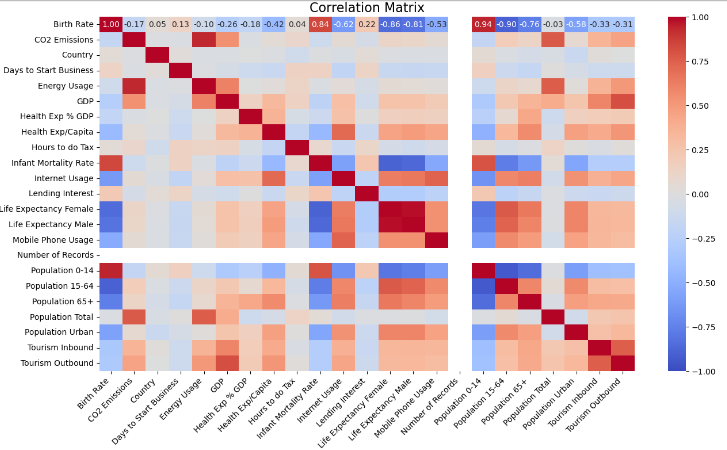 Correlation Matrix
Birth Rate 1.00 -0.17 0.05 0.13 -0.10 -0.26 -0.18 -0.42 0.04 0.84 -0.62 0.22 -0.86 -0.81 -0.53 0.94 -0.90 -0.76 -0.03 -0.58 -0.33 -0.31
CO2 Emissions
Country
Days to Start Business
Energy Usage
GDP
Health Exp % GDP
Health Exp/Capita
Hours to do Tax
Infant Mortality Rate
Internet Usage
Lending Interest
Life Expectancy Female
Life Expectancy Male
Mobile Phone Usage
Number of Records
Population 0-14
Population 15-64
Population 65+
Population Total
Population Urban
Tourism Inbound
Tourism Outbound
Birth Rate
CO2 Emissions
Country
Days to Start Business
Energy Usage
GDP
Health Exp % GDP
Health Exp/Capita
Hours to do Tax
Infant Mortality Rate
Internet Usage
Lending Interest
Life Expectancy Female
Life Expectancy Male
Mobile Phone Usage
Number of Records
Population 0-14
Population 15-64
Population 65+
Population Total
Population Urban
Tourism Inbound
Tourism Outbound
1.00
0.75
0.50
0.25
0.00
−0.25
−0.50
−0.75
−1.00